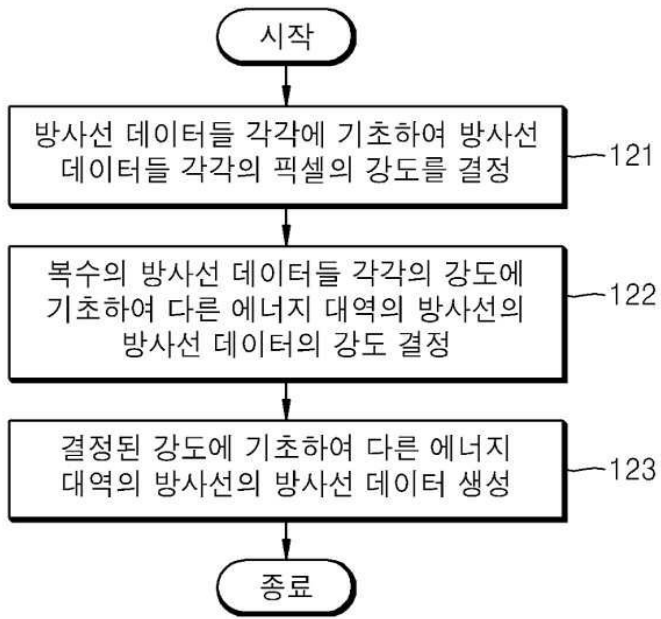 시작
방사선 데이터들 각각에 기초하여 방사선
데이터들 각각의 픽셀의 강도를 결정
121
복수의 방사선 데이터들 각각의 강도에
기초하여 다른 에너지 대역의 방사선의
방사선 데이터의 강도 결정
122
결정된 강도에 기초하여 다른 에너지
대역의 방사선의 방사선 데이터 생성
123
종료